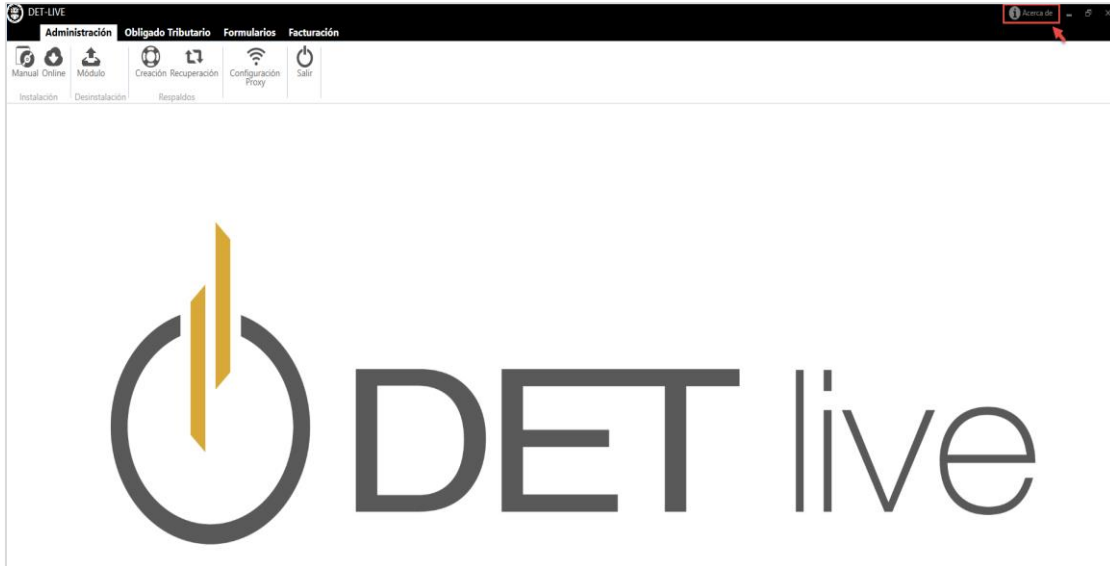 DET-LIVE
Acerca de
Administración Obligado Tributario Formularios Facturación
Manual Online Módulo Creación Recuperación Configuración Proxy Salir
Instalación Desinstalación Respaldos
DET live